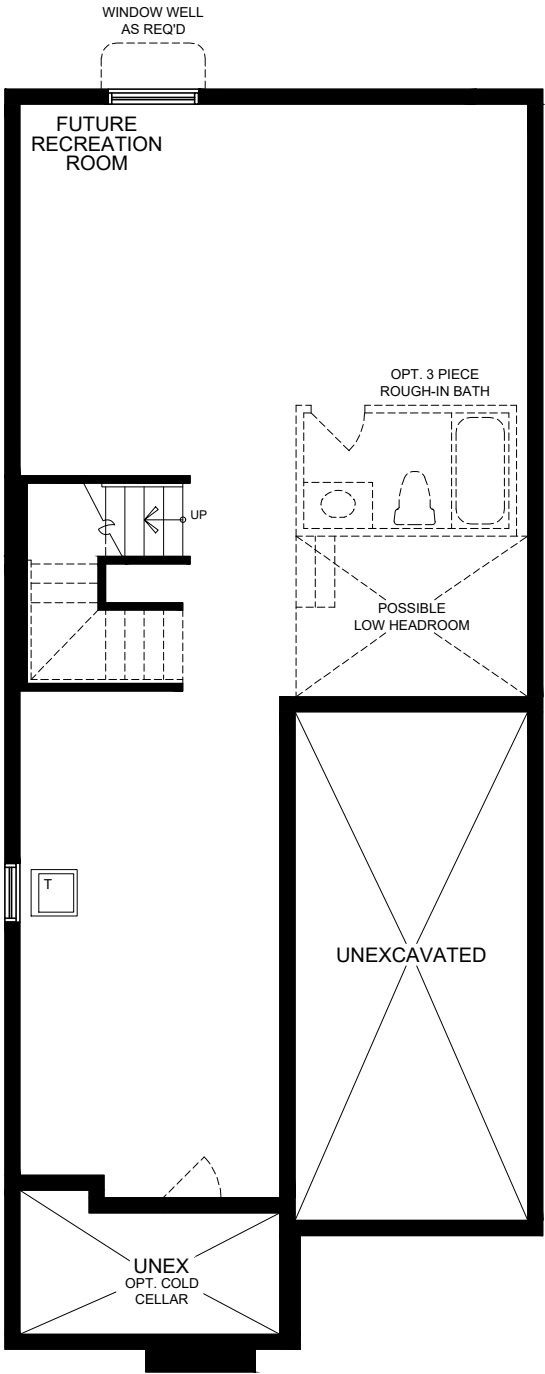 WINDOW WELL
AS REQ'D
FUTURE
RECREATION
ROOM
OPT. 3 PIECE
ROUGH-IN BATH
UP
POSSIBLE
LOW HEADROOM
T
UNEXCAVATED
UNEX
OPT. COLD
CELLAR